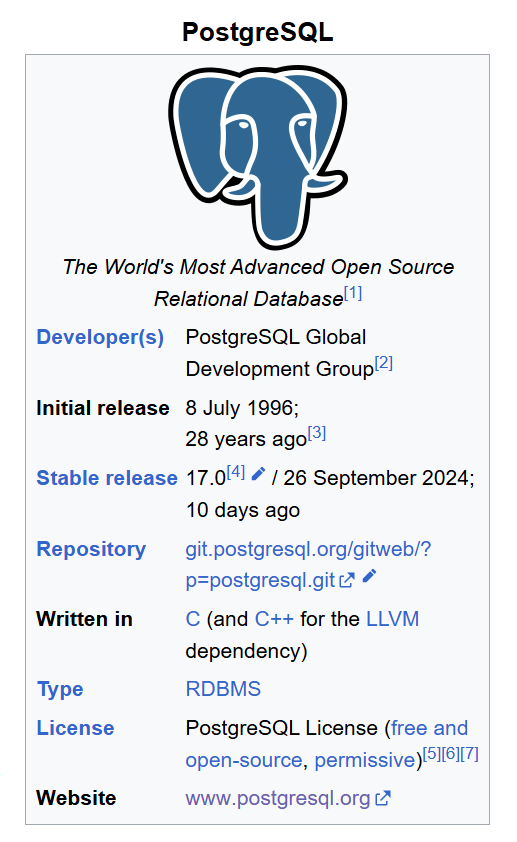 PostgreSQL
The World's Most Advanced Open Source
Relational Database[1]
Developer(s) PostgreSQL Global
Development Group[2]
Initial release 8 July 1996;
28 years ago[3]
Stable release 17.0[4] / 26 September 2024;
10 days ago
Repository git.postgresql.org/gitweb/?
p=postgresql.git
Written in C (and C++ for the LLVM
dependency)
Type RDBMS
License PostgreSQL License (free and
open-source, permissive)[5][6][7]
Website www.postgresql.org